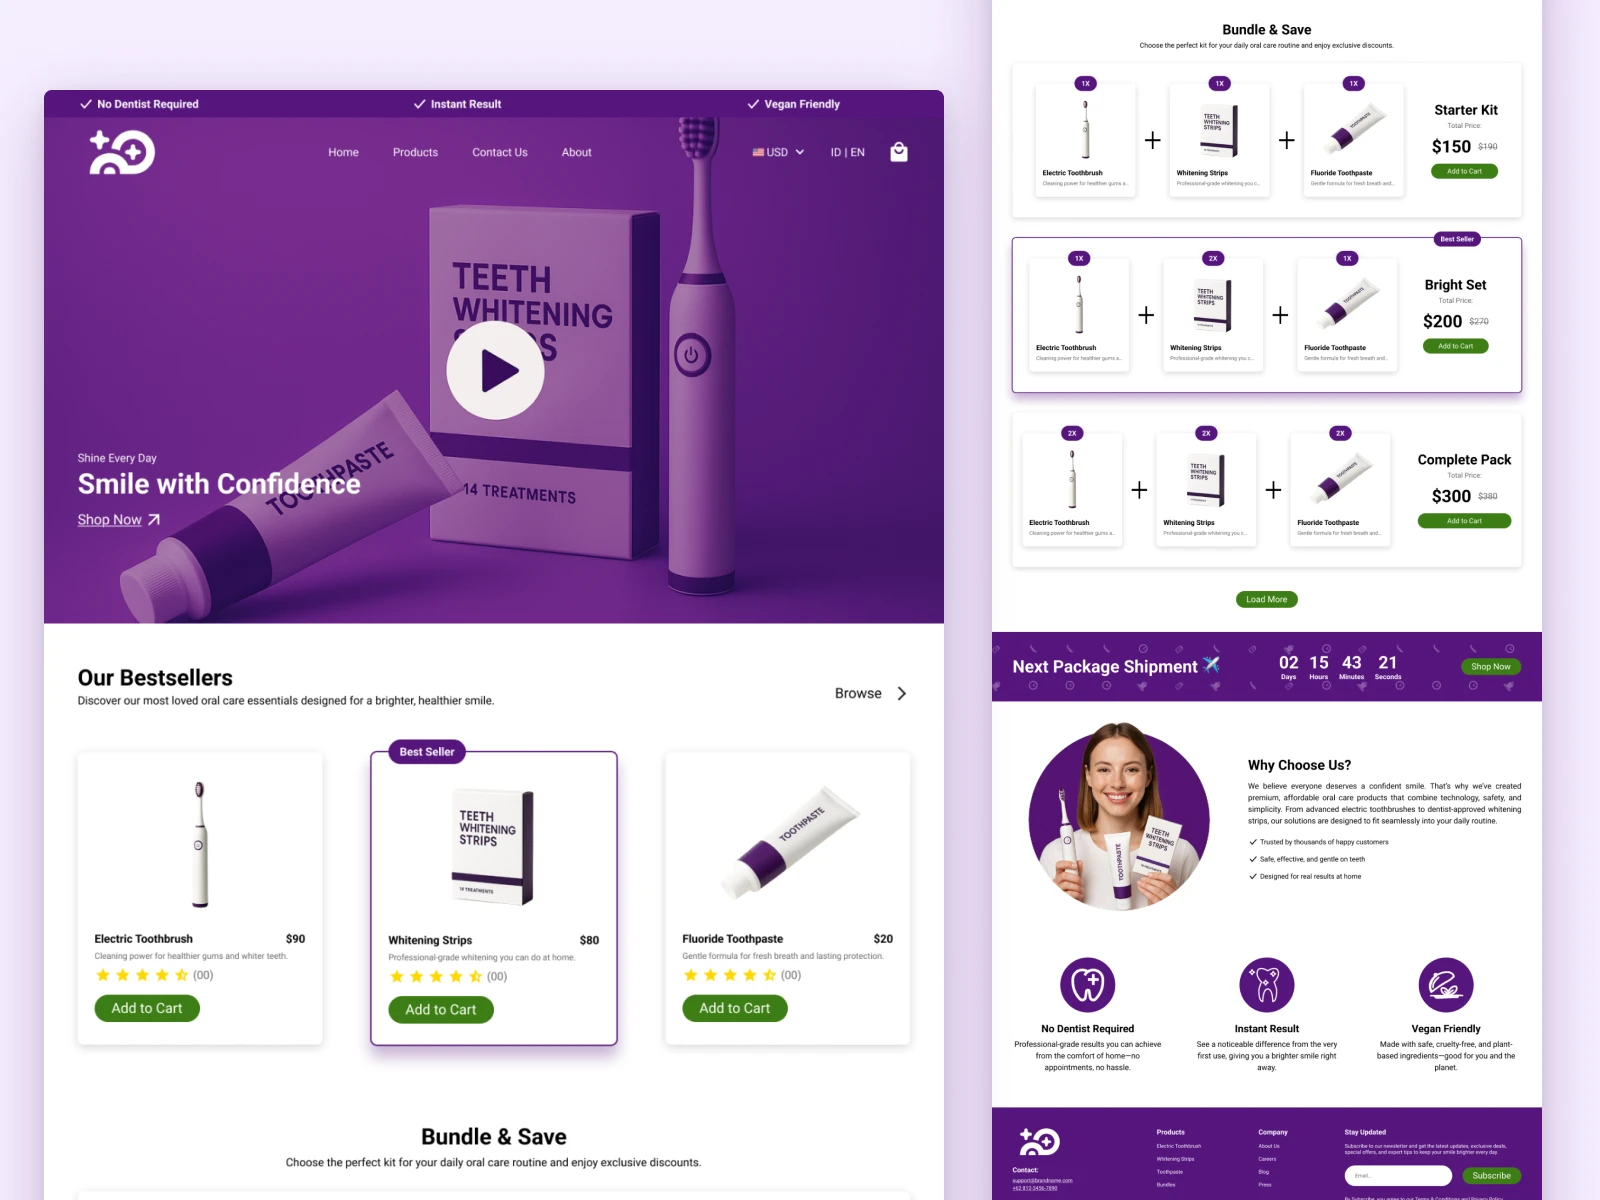 No Dentist Required
Instant Result
Vegan Friendly
Home
Products
Contact Us
About
USD
ID | EN
TEETH
WHITENING
STRIPS
14 TREATMENTS
TOOTHPASTE
Shine Every Day
Smile with Confidence
Shop Now
Our Bestsellers
Discover our most loved oral care essentials designed for a brighter, healthier smile.
Browse
Electric Toothbrush
$90
Cleaning power for healthier gums and whiter teeth.
(00)
Add to Cart
Best Seller
TEETH
WHITENING
STRIPS
14 TREATMENTS
Whitening Strips
$80
Professional-grade whitening you can do at home.
(00)
Add to Cart
TOOTHPASTE
Fluoride Toothpaste
$20
Gentle formula for fresh breath and lasting protection.
(00)
Add to Cart
Bundle & Save
Choose the perfect kit for your daily oral care routine and enjoy exclusive discounts.
Bundle & Save
Choose the perfect kit for your daily oral care routine and enjoy exclusive discounts.
1X
Electric Toothbrush
Cleaning power for healthier gums a...
+
1X
TEETH
WHITENING
STRIPS
Whitening Strips
Professional-grade whitening you c...
+
1X
TOOTHPASTE
Fluoride Toothpaste
Gentle formula for fresh breath and...
Starter Kit
Total Price:
$150 $190
Add to Cart
Best Seller
1X
Electric Toothbrush
Cleaning power for healthier gums a...
+
2X
TEETH
WHITENING
STRIPS
Whitening Strips
Professional-grade whitening you c...
+
1X
TOOTHPASTE
Fluoride Toothpaste
Gentle formula for fresh breath and...
Bright Set
Total Price:
$200 $270
Add to Cart
2X
Electric Toothbrush
Cleaning power for healthier gums a...
+
2X
TEETH
WHITENING
STRIPS
Whitening Strips
Professional-grade whitening you c...
+
2X
TOOTHPASTE
Fluoride Toothpaste
Gentle formula for fresh breath and...
Complete Pack
Total Price:
$300 $380
Add to Cart
Load More
Next Package Shipment
02 15 43 21
Days Hours Minutes Seconds
Shop Now
TOOTHPASTE
TEETH
WHITENING
STRIPS
Why Choose Us?
We believe everyone deserves a confident smile. That's why we've created
premium, affordable oral care products that combine technology, safety, and
simplicity. From advanced electric toothbrushes to dentist-approved whitening
strips, our solutions are designed to fit seamlessly into your daily routine.
Trusted by thousands of happy customers
Safe, effective, and gentle on teeth
Designed for real results at home
No Dentist Required
Professional-grade results you can achieve
from the comfort of home—no
appointments, no hassle.
Instant Result
See a noticeable difference from the very
first use, giving you a brighter smile right
away.
Vegan Friendly
Made with safe, cruelty-free, and plant-
based ingredients—good for you and the
planet.
Contact:
support@brandname.com
+62 812-3456-7890
Products
Electric Toothbrush
Whitening Strips
Toothpaste
Bundles
Company
About Us
Careers
Blog
Press
Stay Updated
Subscribe to our newsletter and get the latest updates, exclusive deals,
special offers, and expert tips to keep your smile brighter every day
Email...
Subscribe
By Subscribe, you agree to our Terms & Conditions and Privacy Policy